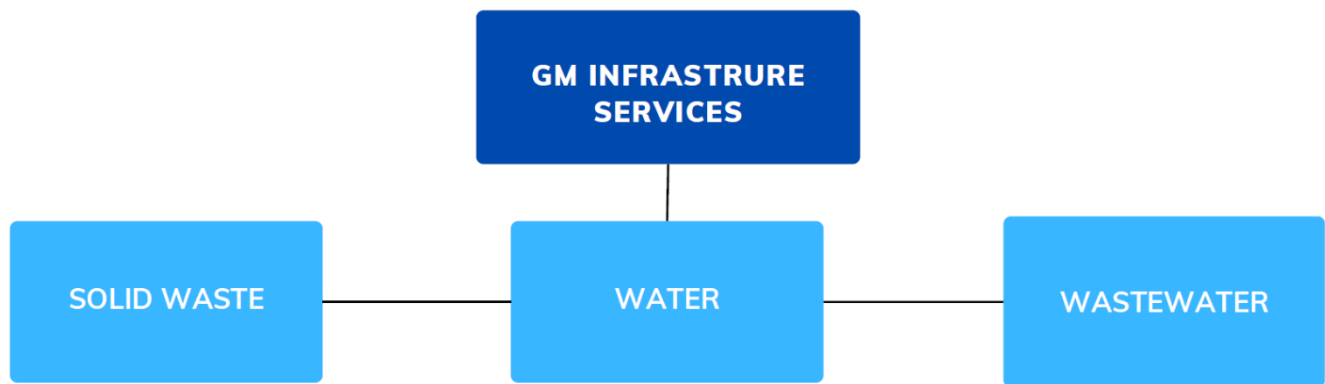 GM INFRASTRURE
SERVICES
SOLID WASTE
WATER
WASTEWATER